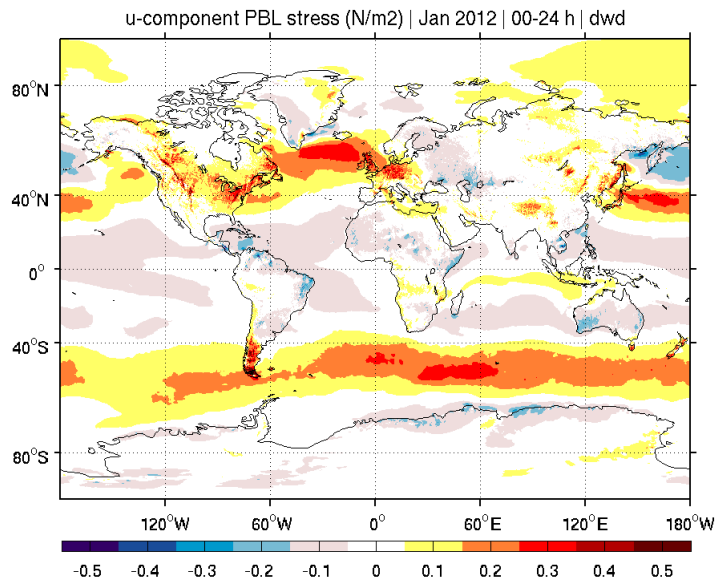 u-component PBL stress (N/m2) | Jan 2012 | 00-24 h | dwd
80°N
40°N
0°
40°S
80°S
120°W 60°W 0° 60°E 120°E 180°W
-0.5 -0.4 -0.3 -0.2 -0.1 0 0.1 0.2 0.3 0.4 0.5